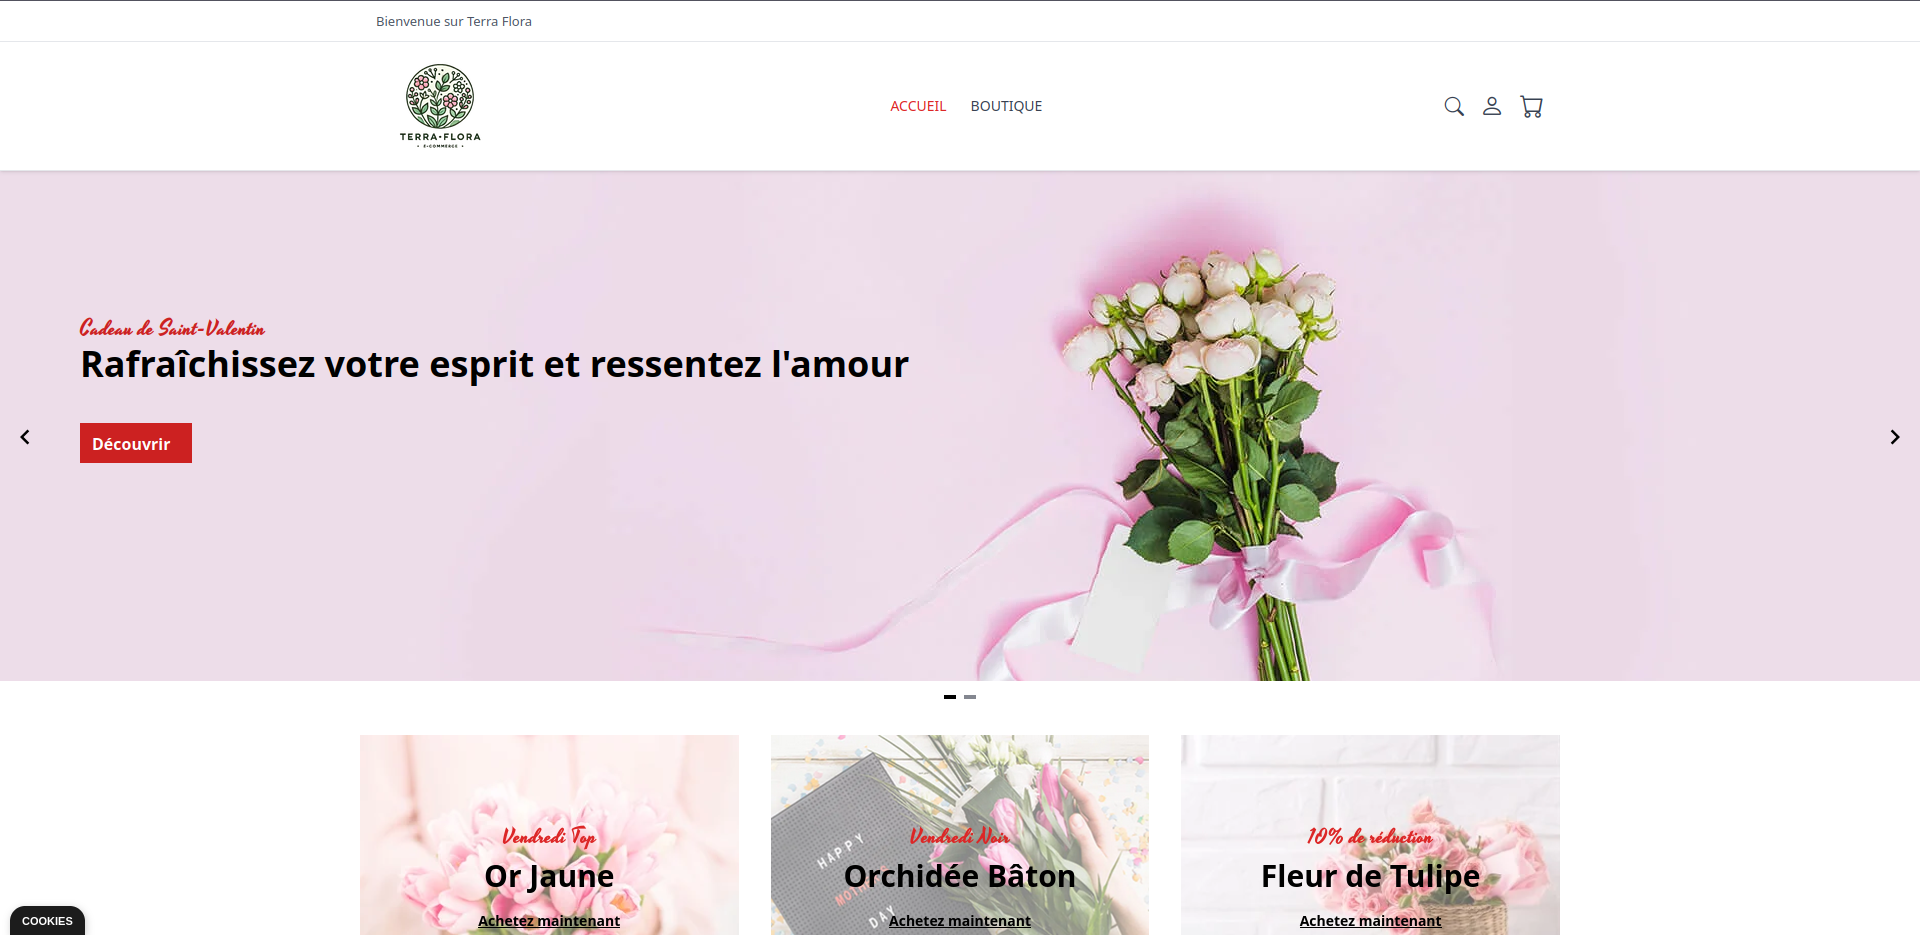 Bienvenue sur Terra Flora
TERRA•FLORA
• E-COMMERCE •
ACCUEIL
BOUTIQUE
Cadeau de Saint-Valentin
Rafraîchissez votre esprit et ressentez l'amour
Découvrir
Vendredi Top
Or Jaune
Achetez maintenant
HAPPY
MOTHERS
DAY
Vendredi Noir
Orchidée Bâton
Achetez maintenant
10% de réduction
Fleur de Tulipe
Achetez maintenant
COOKIES